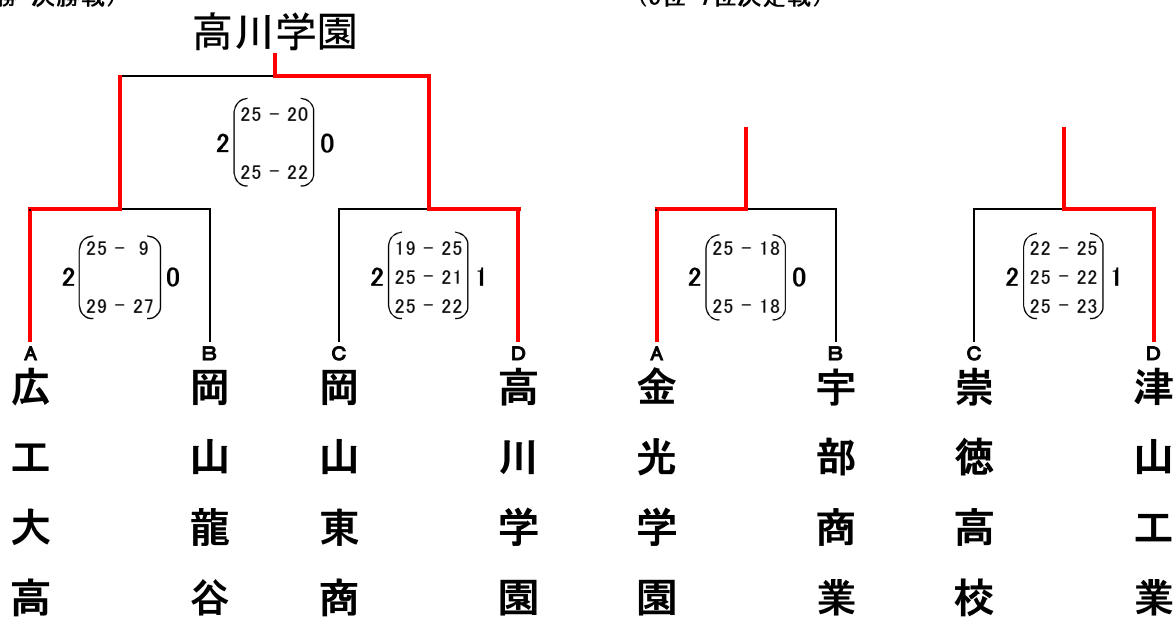 高川学園
25 - 20
2 0
25 - 22
25 - 9
2 0
29 - 27
19 - 25
2 25 - 21 1
25 - 22
25 - 18
2 0
25 - 18
22 - 25
2 25 - 22 1
25 - 23
A
広工大高
B
岡山龍谷
C
岡山東商
D
高川学園
A
金光学園
B
宇部商業
C
崇徳高校
D
津山工業